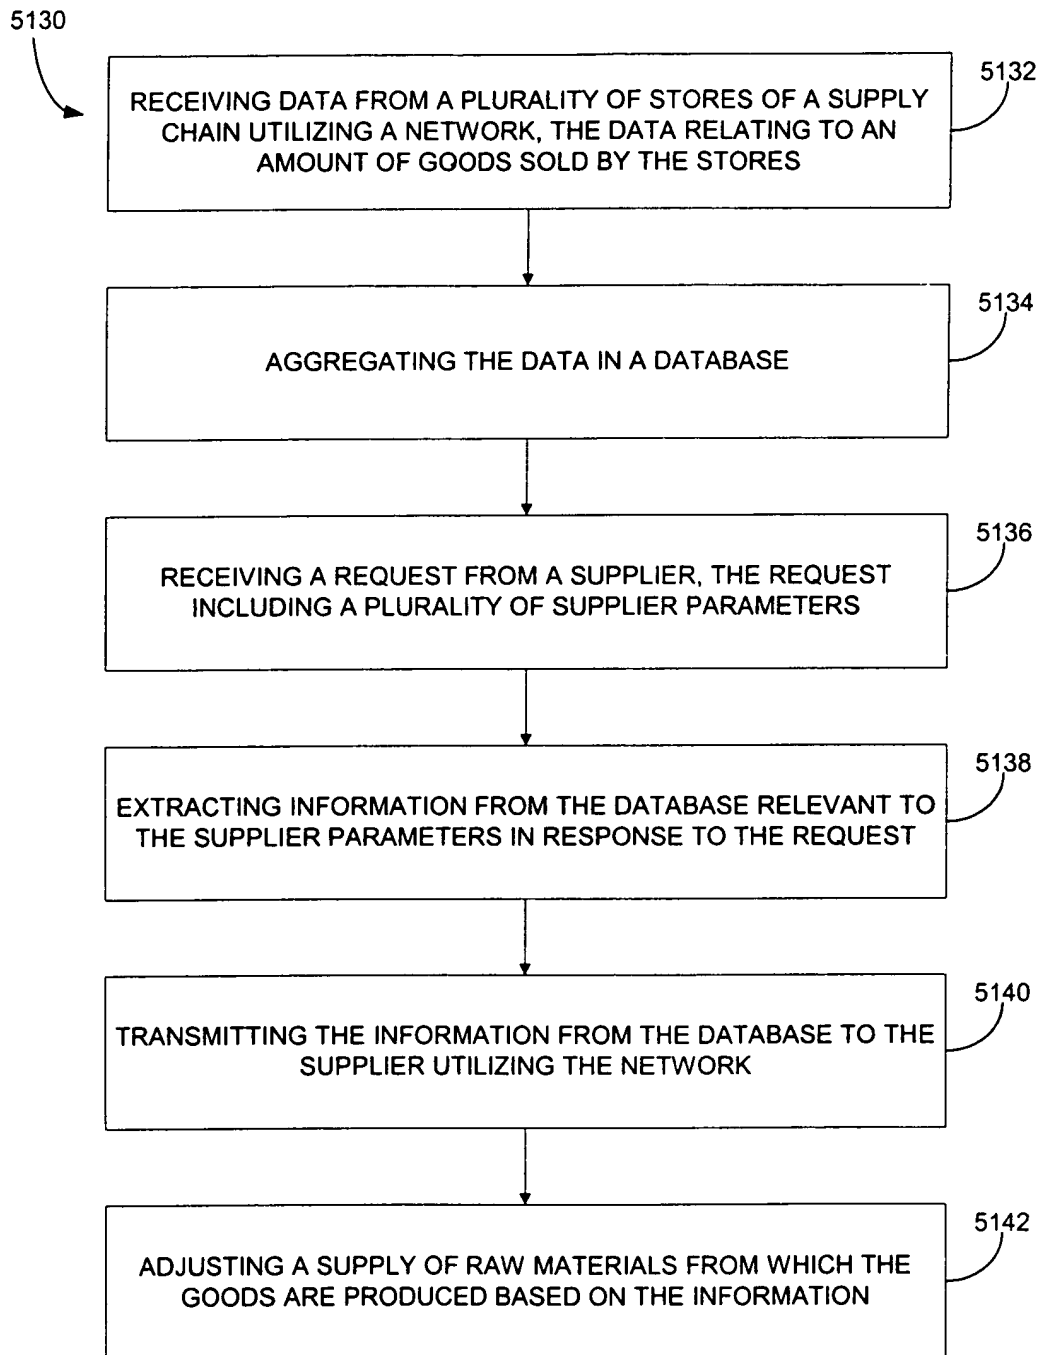 5130
5132
RECEIVING DATA FROM A PLURALITY OF STORES OF A SUPPLY
CHAIN UTILIZING A NETWORK, THE DATA RELATING TO AN
AMOUNT OF GOODS SOLD BY THE STORES
5134
AGGREGATING THE DATA IN A DATABASE
5136
RECEIVING A REQUEST FROM A SUPPLIER, THE REQUEST
INCLUDING A PLURALITY OF SUPPLIER PARAMETERS
5138
EXTRACTING INFORMATION FROM THE DATABASE RELEVANT TO
THE SUPPLIER PARAMETERS IN RESPONSE TO THE REQUEST
5140
TRANSMITTING THE INFORMATION FROM THE DATABASE TO THE
SUPPLIER UTILIZING THE NETWORK
5142
ADJUSTING A SUPPLY OF RAW MATERIALS FROM WHICH THE
GOODS ARE PRODUCED BASED ON THE INFORMATION